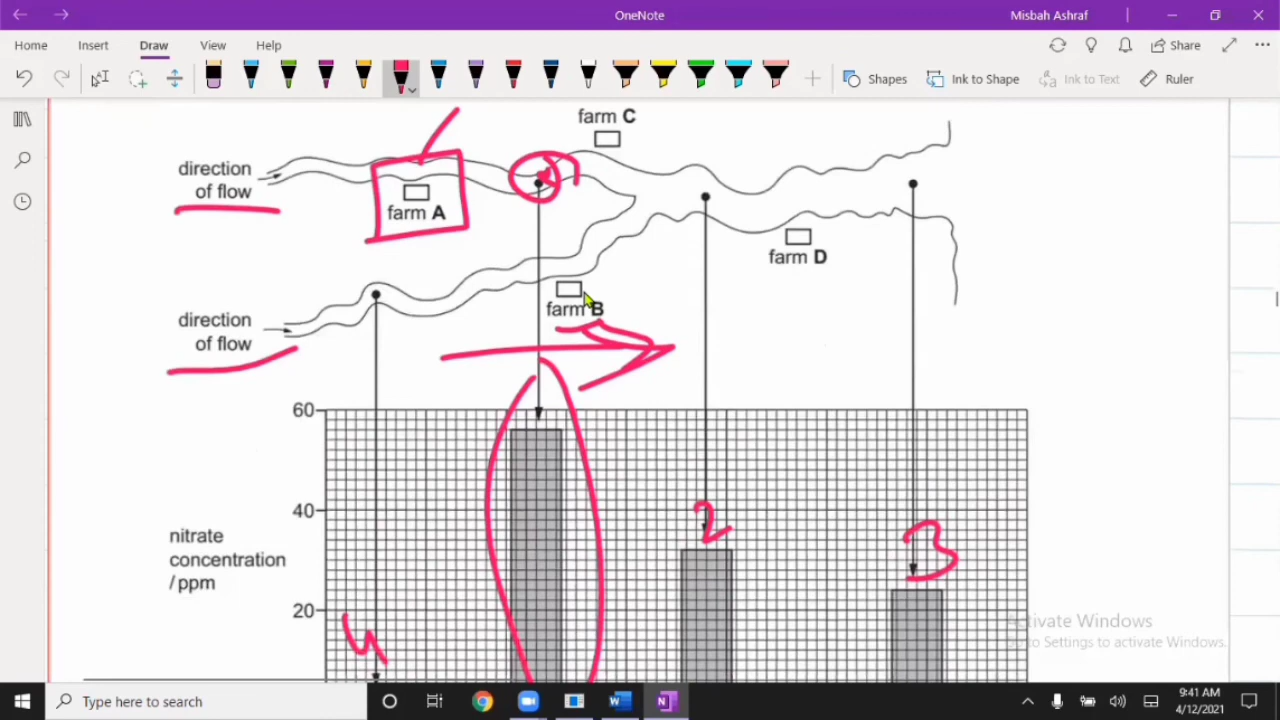 OneNote
Misbah Ashraf
Home Insert Draw View Help
Share
Shapes
Ink to Shape
Ink to Text
Ruler
farm C
direction
of flow
farm A
farm D
direction
of flow
farm B
60
40
nitrate
concentration
/ppm
20
2
3
4
Activate Windows
Go to Settings to activate Windows.
Type here to search
9:41 AM
4/12/2021